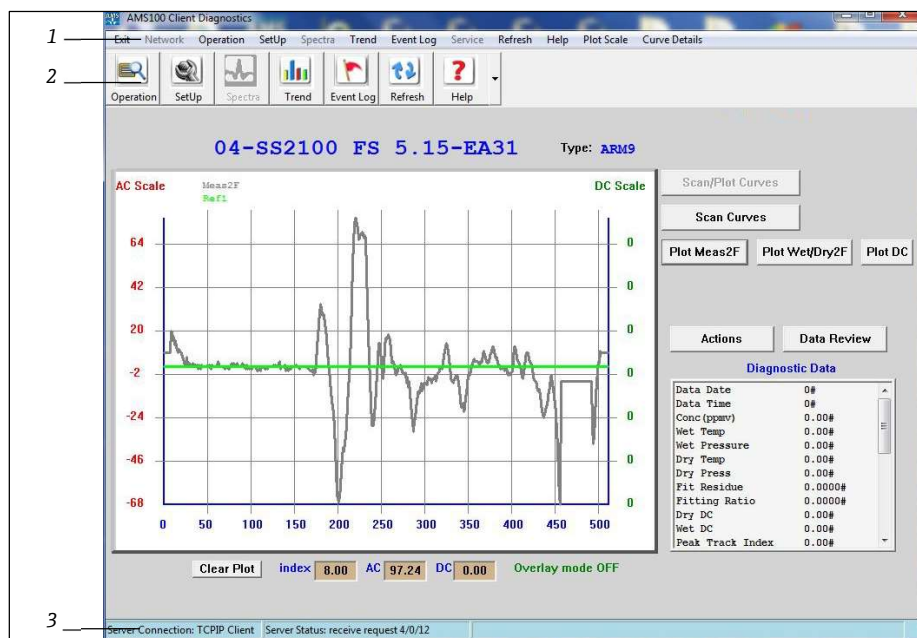 AMS100 Client Diagnostics
1
Exit Network Operation SetUp Spectra Trend Event Log Service Refresh Help Plot Scale Curve Details
2
Operation SetUp Spectra Trend Event Log Refresh Help
04-SS2100 FS 5.15-EA31 Type: ARM9
AC Scale Meas2F DC Scale
Ref1
64 0
42 0
20 0
-2 0
-24 0
-46 0
-68 0
0 50 100 150 200 250 300 350 400 450 500
Scan/Plot Curves
Scan Curves
Plot Meas2F Plot Wet/Dry2F Plot DC
Actions Data Review
Diagnostic Data
Data Date 0#
Data Time 0#
Conc(ppmv) 0.00#
Wet Temp 0.00#
Wet Pressure 0.00#
Dry Temp 0.00#
Dry Press 0.00#
Fit Residue 0.0000#
Fitting Ratio 0.0000#
Dry DC 0.00#
Wet DC 0.00#
Peak Track Index 0.00#
Clear Plot index 8.00 AC 97.24 DC 0.00 Overlay mode OFF
3
Server Connection: TCPIP Client Server Status: receive request 4/0/12